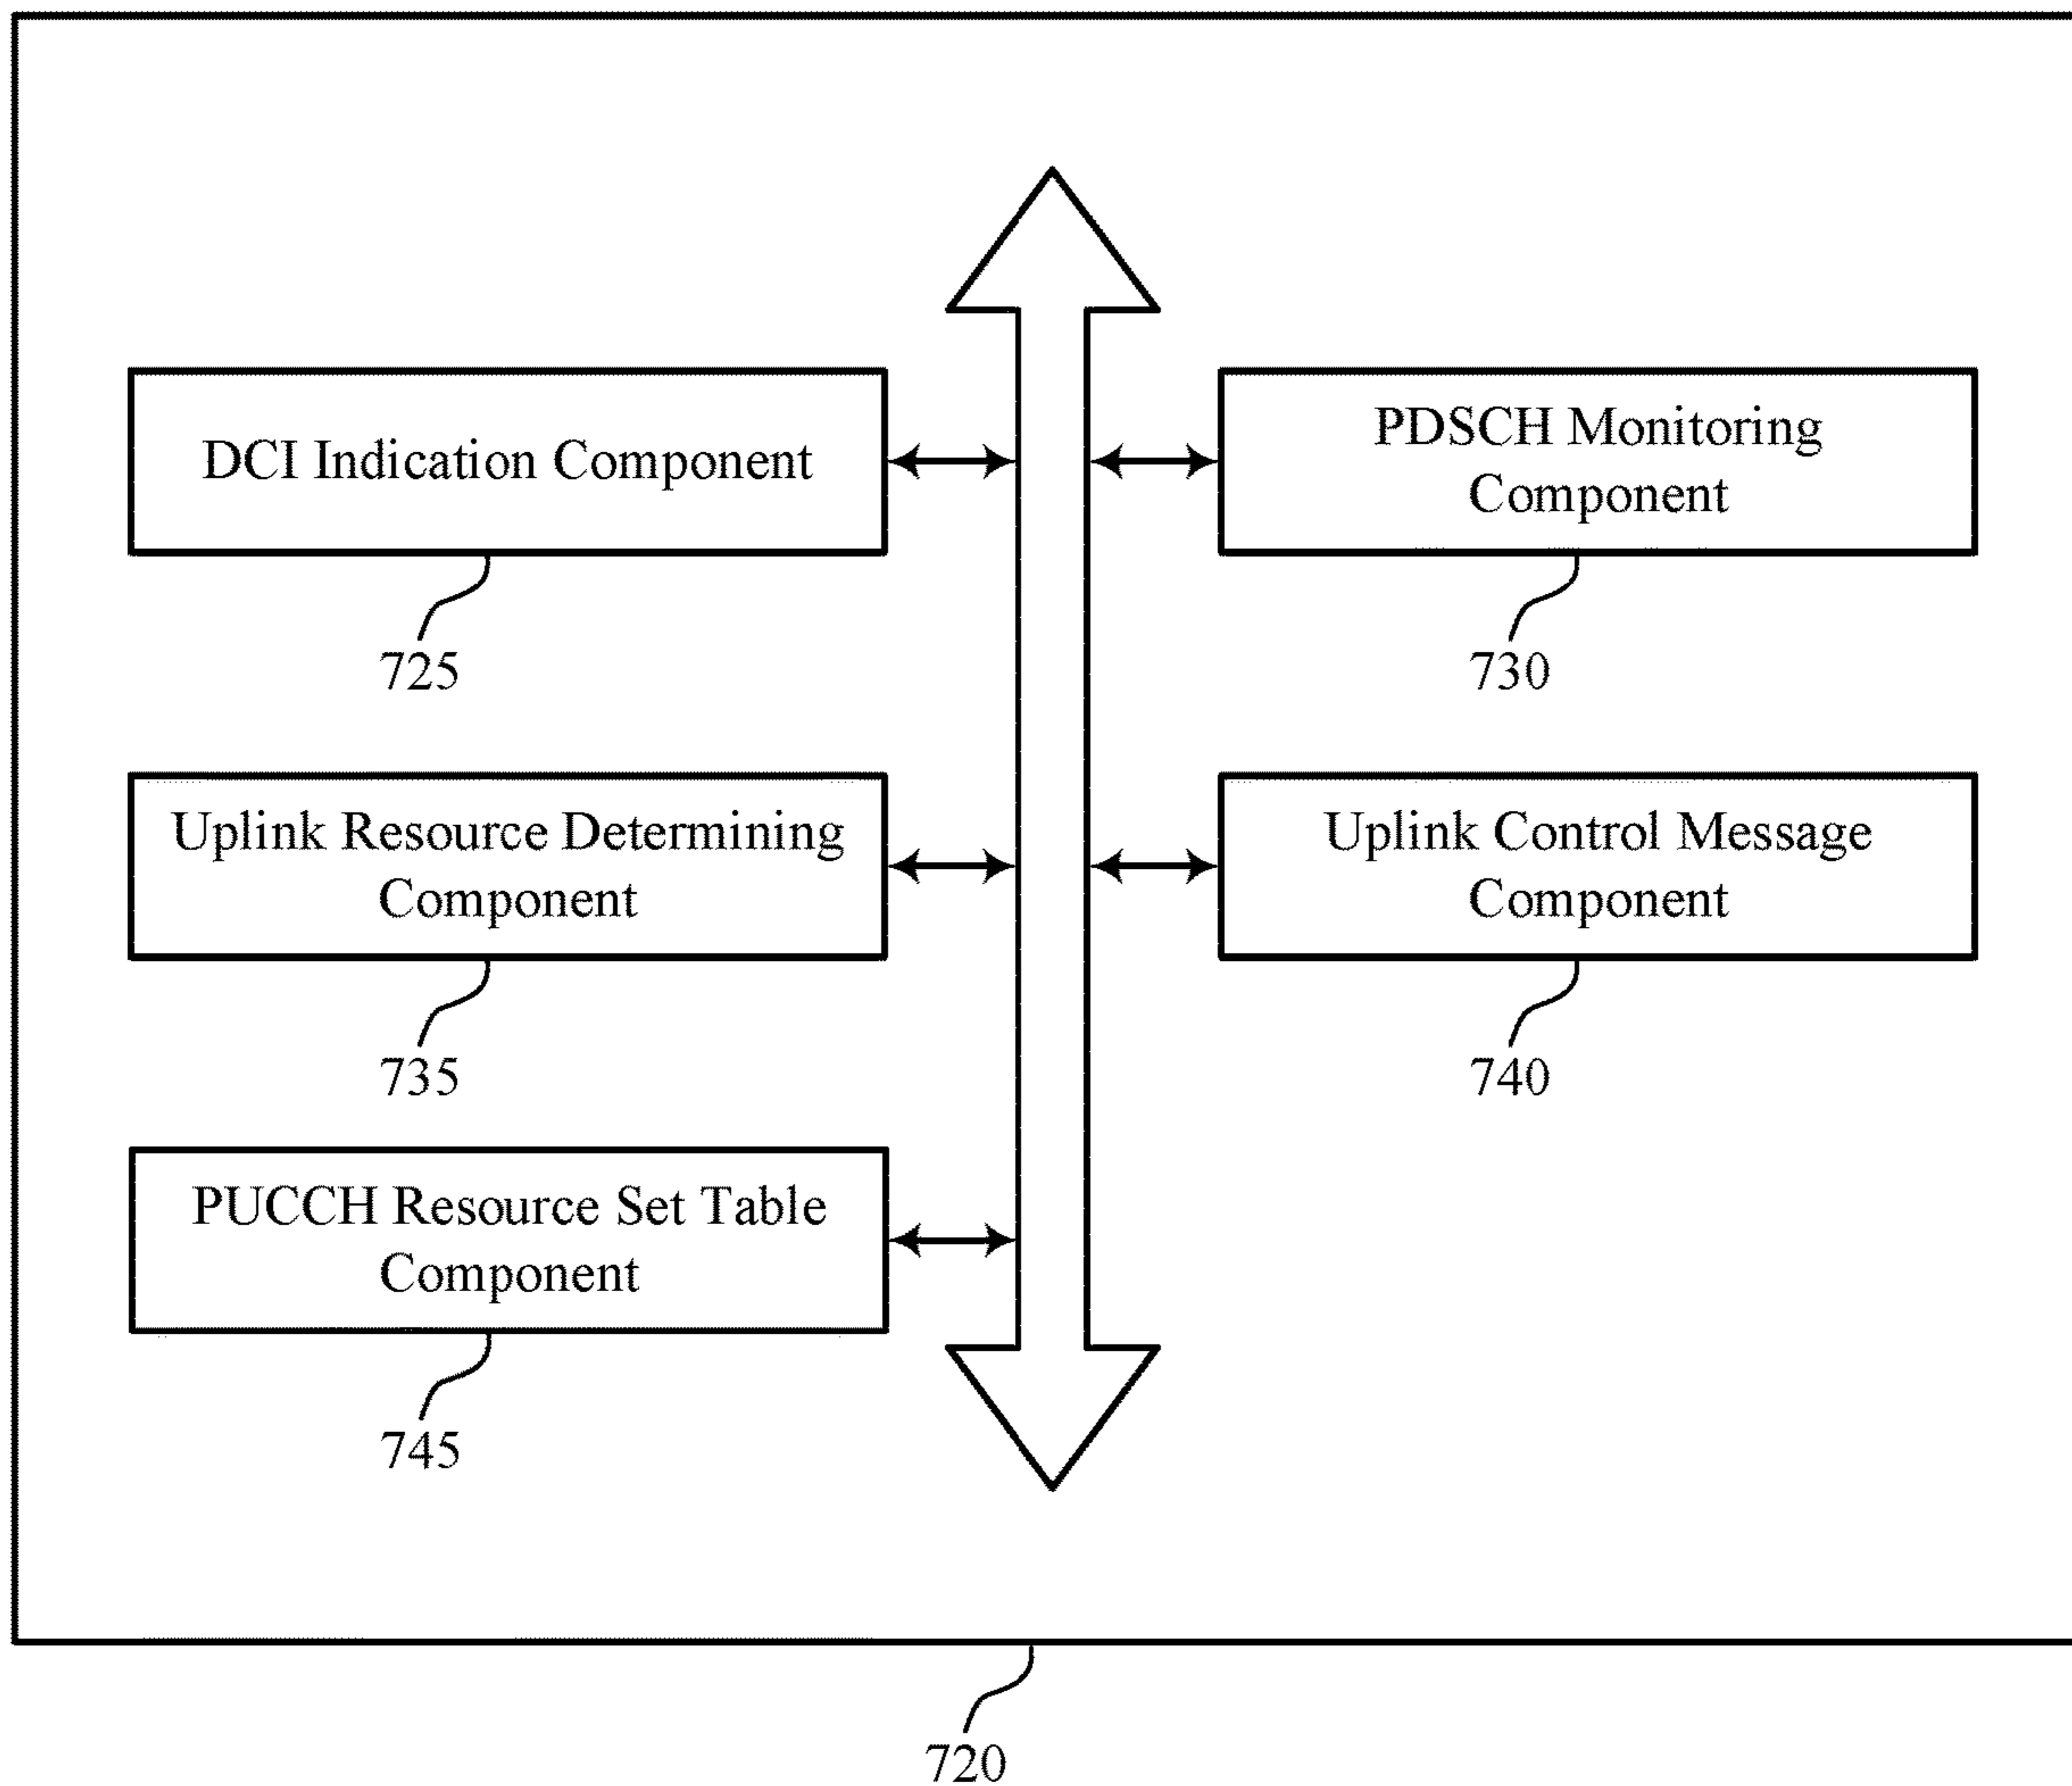 DCI Indication Component
725
PDSCH Monitoring
Component
730
Uplink Resource Determining
Component
735
Uplink Control Message
Component
740
PUCCH Resource Set Table
Component
745
720